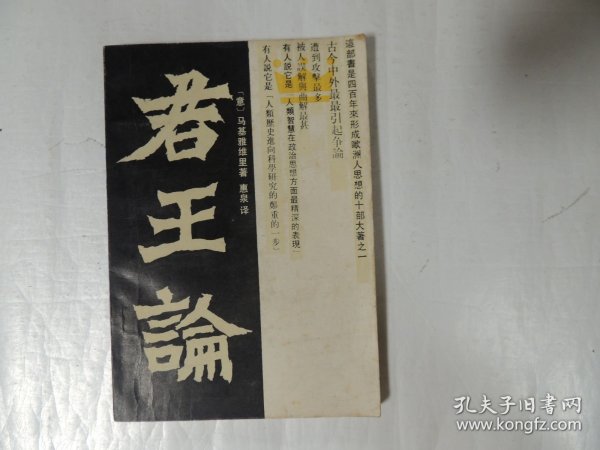 君王論
〔意〕马基雅维里著 惠泉 译
這部書是四百年來形成歐洲人思想的十部大著之一
古今中外最最引起争論
遭到攻擊最多
被人誤解與曲解最甚
有人説它是「人類智慧在政治思想方面最精深的表現」
有人説它是「人類歷史進向科學研究的鄭重的一步」
孔夫子旧书网
www.kongfz.com